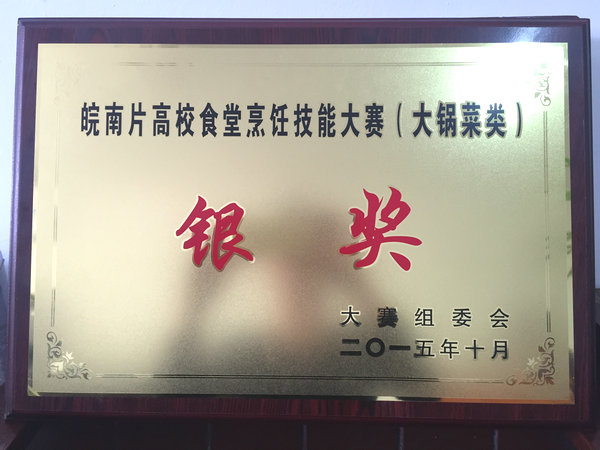 皖南片高校食堂烹饪技能大赛（大锅菜类）
银奖
大赛组委会
二〇一五年十月